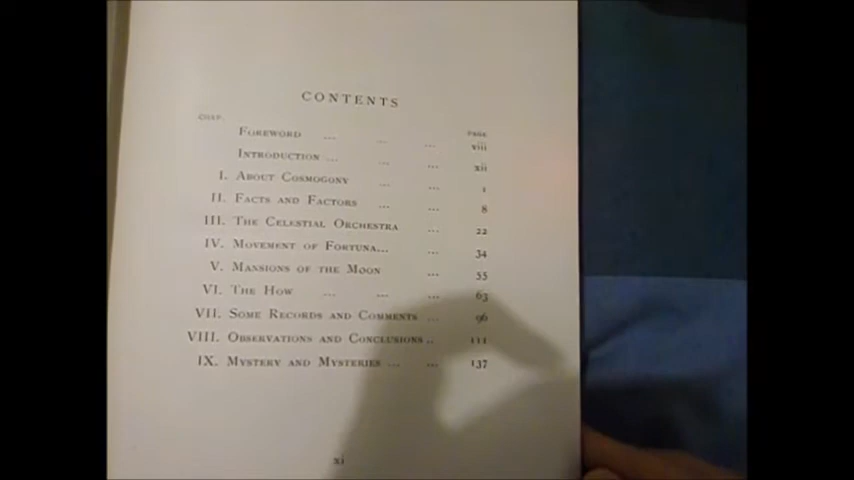 CONTENTS
CHAP. PAGE
FOREWORD ... ... ... viii
INTRODUCTION ... ... ... xii
I. ABOUT COSMOGONY ... ... 1
II. FACTS AND FACTORS ... ... 8
III. THE CELESTIAL ORCHESTRA ... 22
IV. MOVEMENT OF FORTUNA... ... 34
V. MANSIONS OF THE MOON ... 55
VI. THE HOW ... ... ... 63
VII. SOME RECORDS AND COMMENTS ... 96
VIII. OBSERVATIONS AND CONCLUSIONS .. 111
IX. MYSTERY AND MYSTERIES ... ... 137
xi